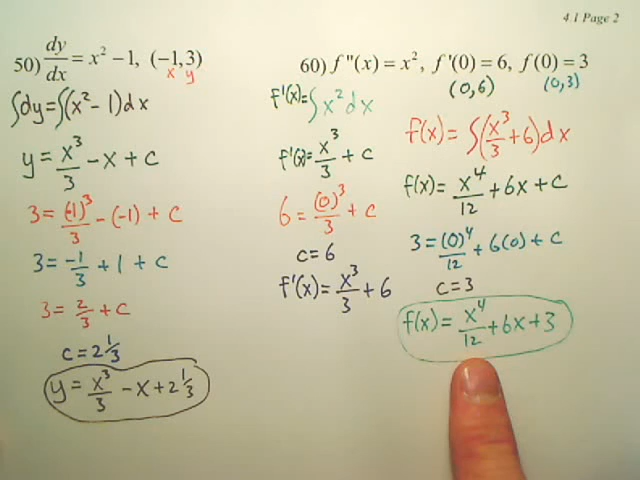 4.1 Page 2
50) dy/dx = x² − 1, (−1,3)
x y
∫dy = ∫(x² − 1)dx
y = x³/3 − x + c
3 = (-1)³/3 − (−1) + c
3 = -1/3 + 1 + c
3 = 2/3 + c
c = 2 1/3
y = x³/3 − x + 2 1/3
60) f "(x) = x², f '(0) = 6, f(0) = 3
(0,6) (0,3)
f'(x) = ∫x²dx
f'(x) = x³/3 + c
6 = (0)³/3 + c
c = 6
f'(x) = x³/3 + 6
f(x) = ∫(x³/3 + 6)dx
f(x) = x⁴/12 + 6x + c
3 = (0)⁴/12 + 6(0) + c
c = 3
f(x) = x⁴/12 + 6x + 3